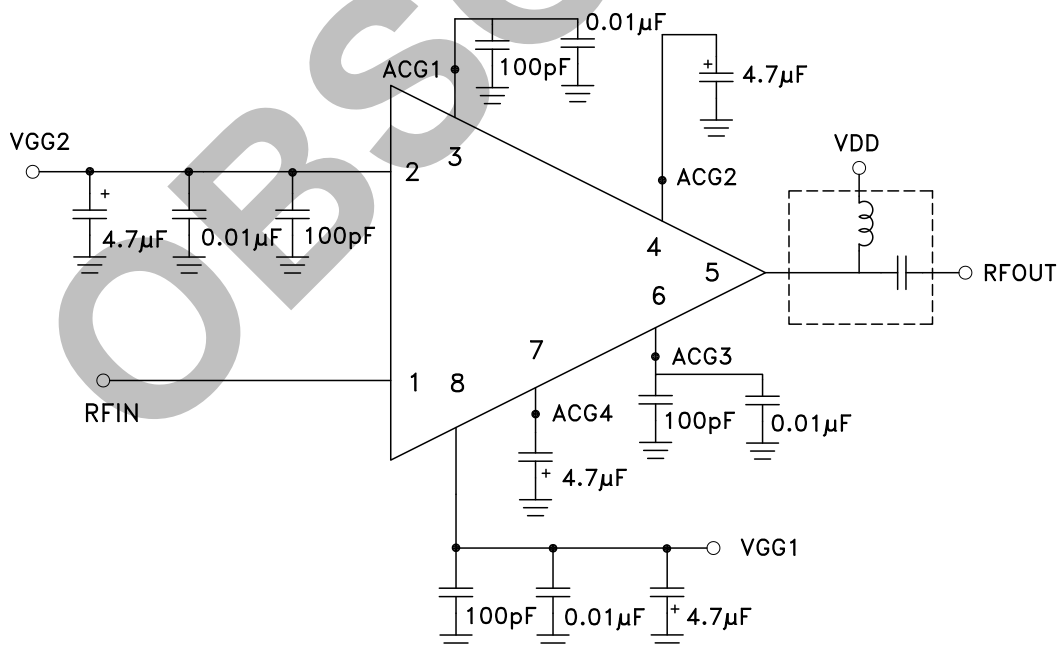 0.01µF
ACG1
100pF
+
4.7µF
VGG2
2
3
ACG2
VDD
+
4.7µF
0.01µF
100pF
4
5
RFOUT
6
7
ACG3
1
8
RFIN
ACG4
100pF
0.01µF
+
4.7µF
VGG1
100pF
0.01µF
+
4.7µF
OBSO